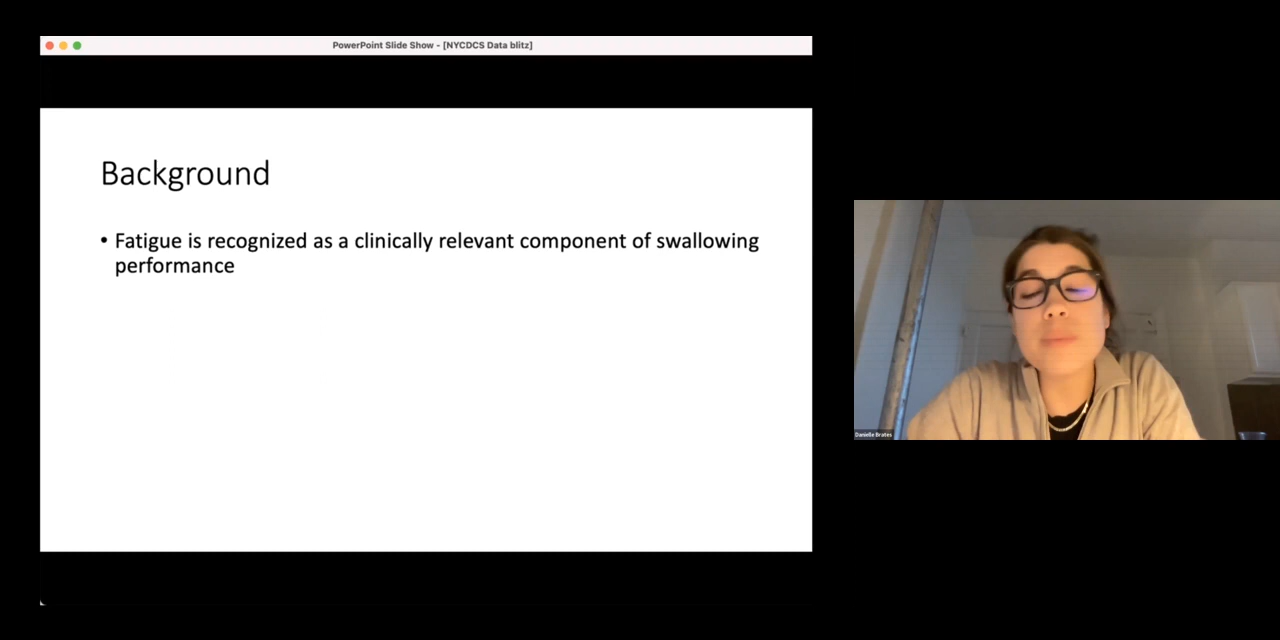 PowerPoint Slide Show - [NYCDCS Data blitz]
Background
• Fatigue is recognized as a clinically relevant component of swallowing
performance
Danielle Brates